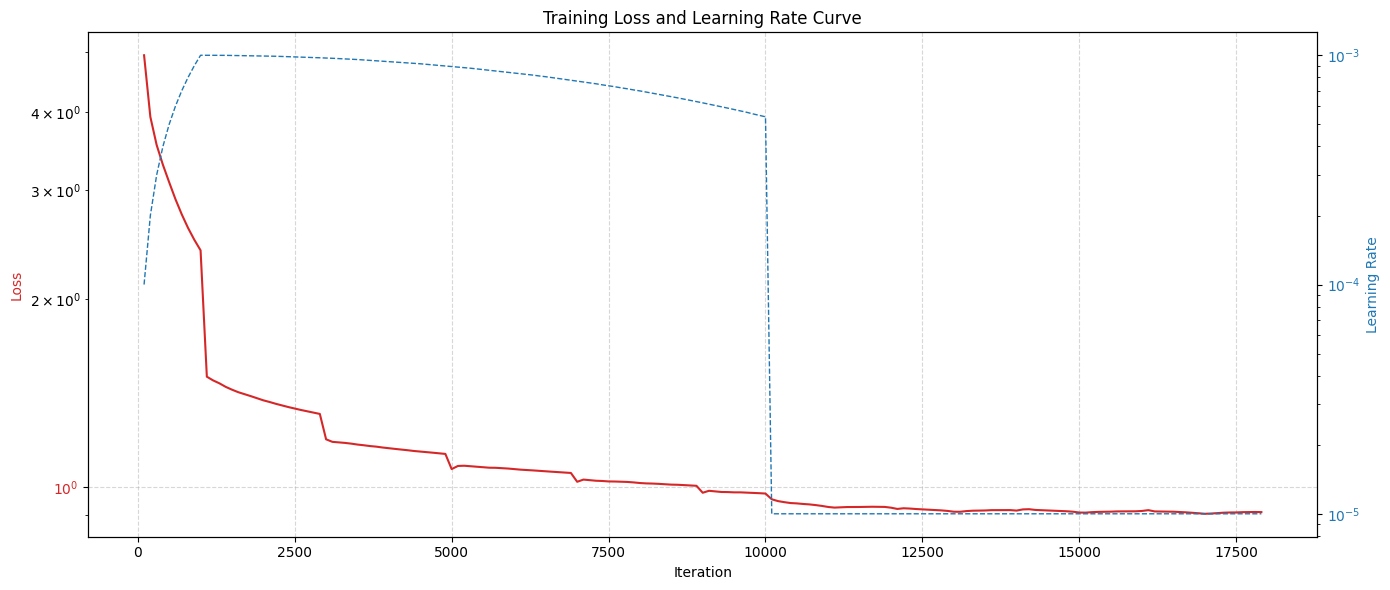 Training Loss and Learning Rate Curve
Loss
4 × 10⁰
3 × 10⁰
2 × 10⁰
10⁰
10⁻³
10⁻⁴
10⁻⁵
Learning Rate
0 2500 5000 7500 10000 12500 15000 17500
Iteration